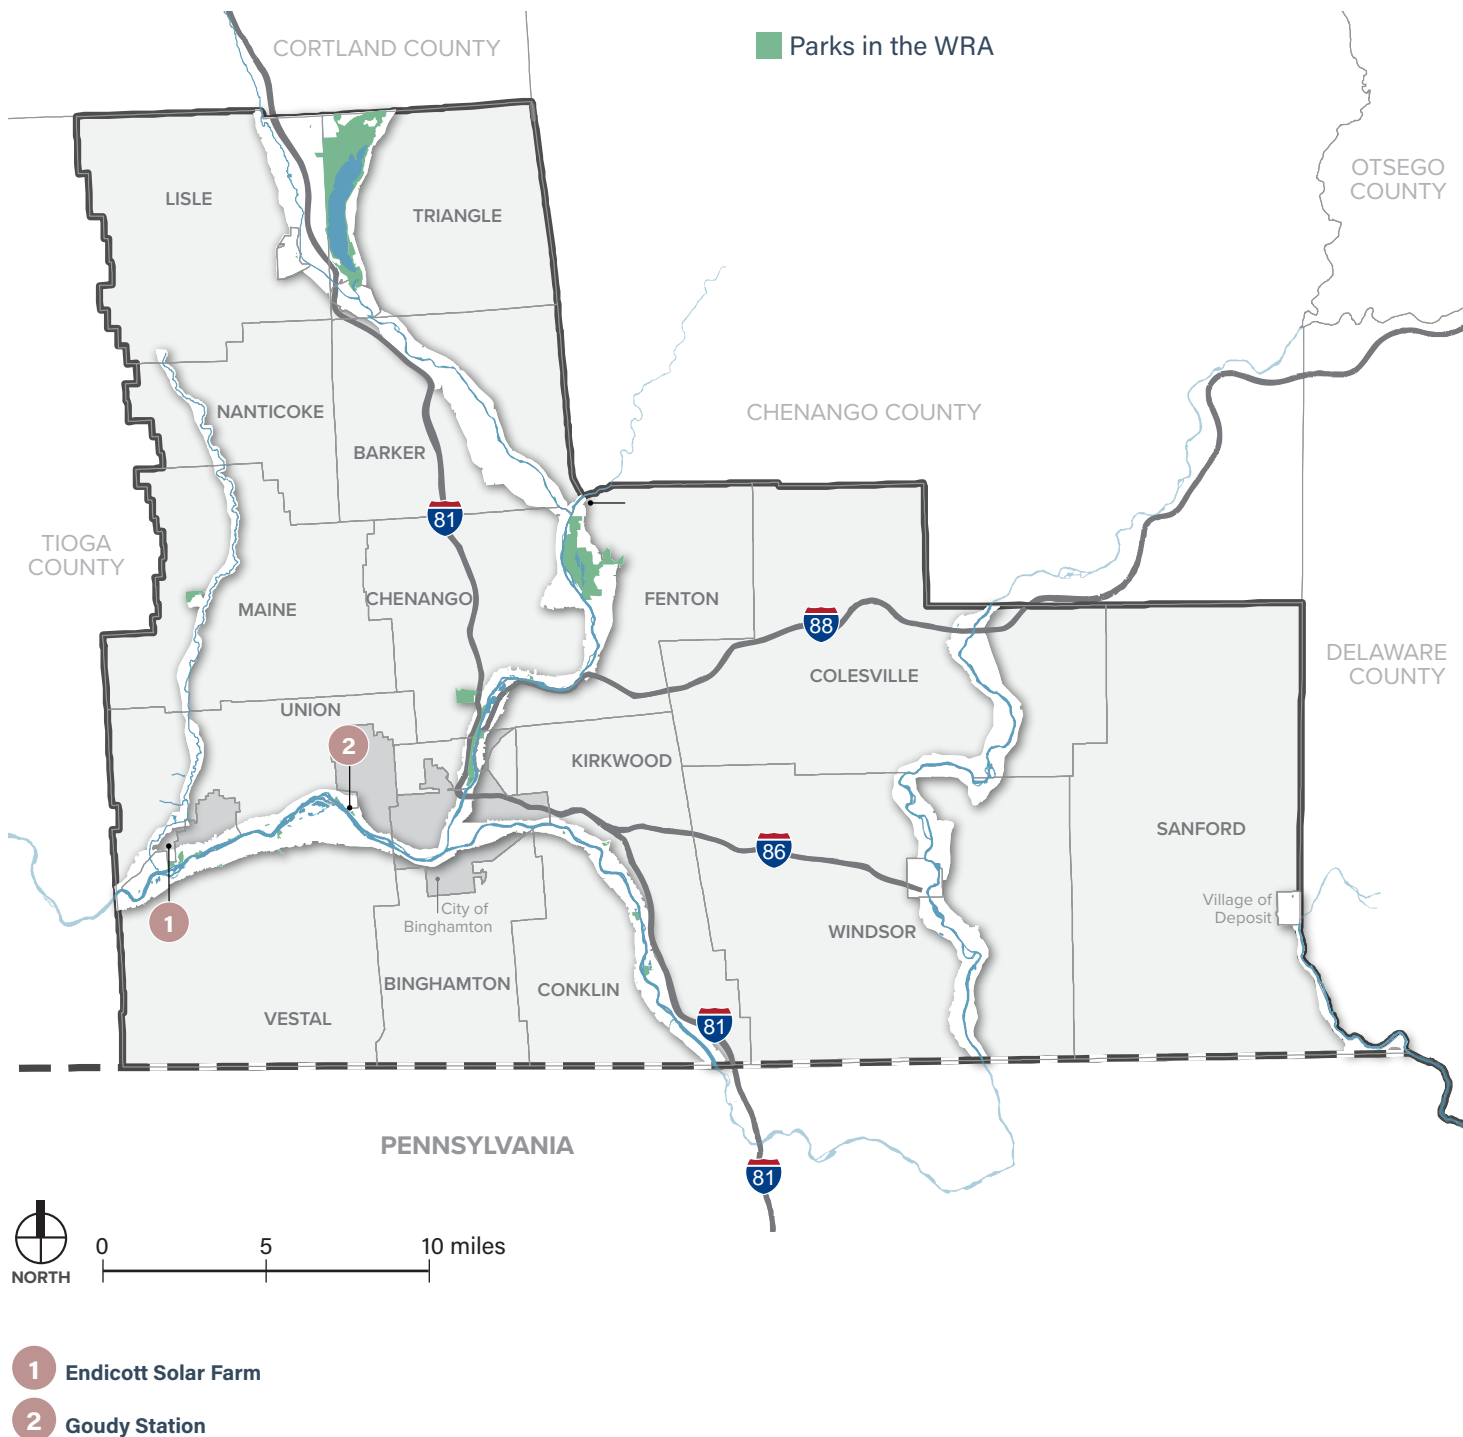 CORTLAND COUNTY
Parks in the WRA
OTSEGO
COUNTY
LISLE
TRIANGLE
NANTICOKE
CHENANGO COUNTY
BARKER
81
TIOGA
COUNTY
MAINE
CHENANGO
FENTON
88
DELAWARE
COUNTY
COLESVILLE
UNION
2
KIRKWOOD
SANFORD
86
Village of
Deposit
1
City of
Binghamton
WINDSOR
BINGHAMTON
CONKLIN
VESTAL
81
PENNSYLVANIA
81
NORTH
0 5 10 miles
1 Endicott Solar Farm
2 Goudy Station